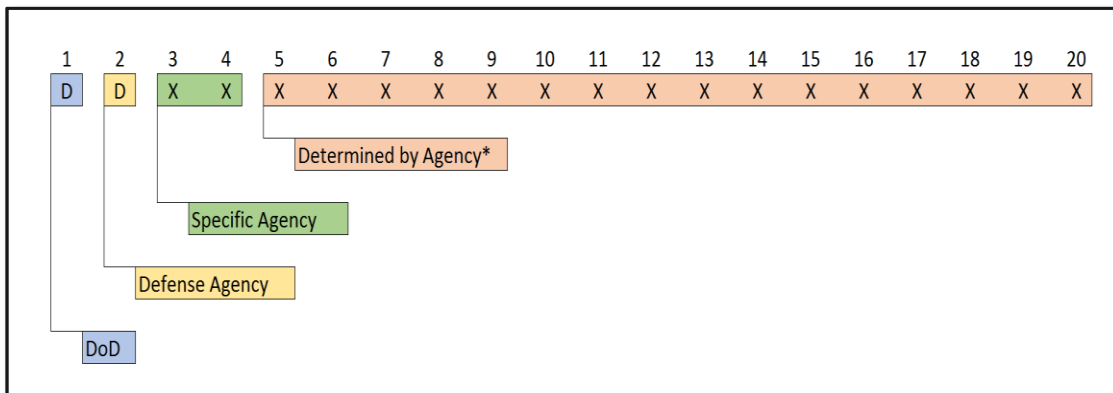 1 2 3 4 5 6 7 8 9 10 11 12 13 14 15 16 17 18 19 20
D D X X X X X X X X X X X X X X X X X X
Determined by Agency*
Specific Agency
Defense Agency
DoD